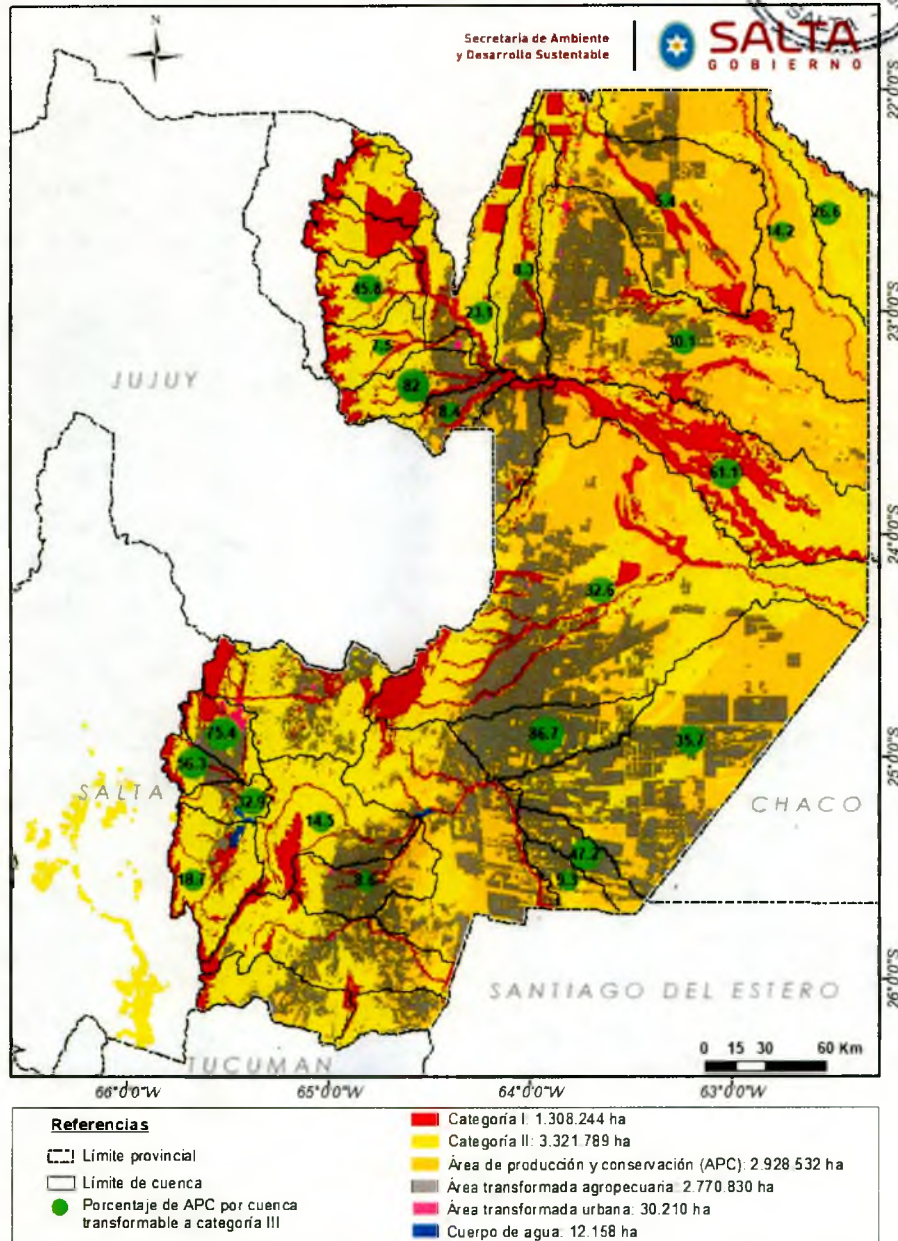 SALTA
N
Secretaría de Ambiente
y Desarrollo Sustentable
SALTA
GOBIERNO
22°0'0"S
23°0'0"S
24°0'0"S
25°0'0"S
26°0'0"S
5.4
26.6
14.2
8.3
45.8
23.1
7.5
30.1
JUJUY
82
8.4
61.1
32.6
75.4
86.7
35.7
56.3
SALTA
32.9
CHACO
14.5
47.2
18.7
9.3
SANTIAGO DEL ESTERO
TUCUMAN
0 15 30 60 Km
66°0'0"W
65°0'0"W
64°0'0"W
63°0'0"W
Referencias
Límite provincial
Límite de cuenca
Porcentaje de APC por cuenca
transformable a categoría III
Categoría I: 1.308.244 ha
Categoría II: 3.321.789 ha
Área de producción y conservación (APC): 2.928.532 ha
Área transformada agropecuaria: 2.770.830 ha
Área transformada urbana: 30.210 ha
Cuerpo de agua: 12.158 ha